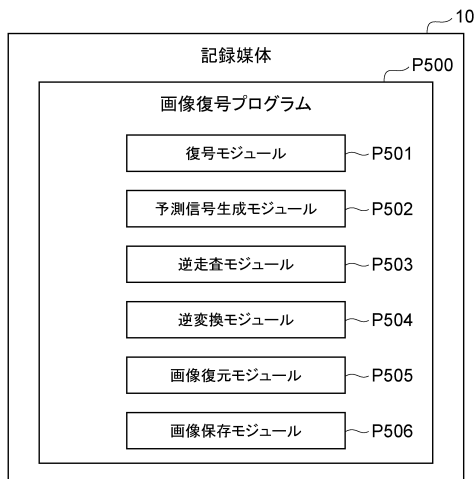 10
記録媒体
P500
画像復号プログラム
復号モジュール P501
予測信号生成モジュール P502
逆走査モジュール P503
逆変換モジュール P504
画像復元モジュール P505
画像保存モジュール P506